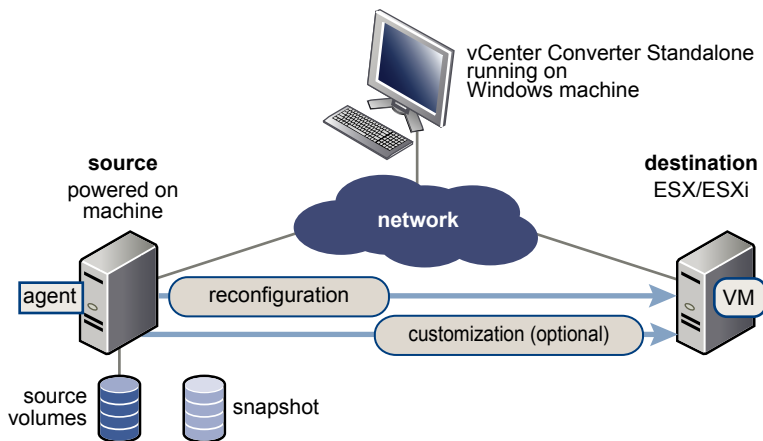 vCenter Converter Standalone
running on
Windows machine
source
powered on
machine
destination
ESX/ESXi
network
agent
reconfiguration
VM
customization (optional)
source
volumes
snapshot